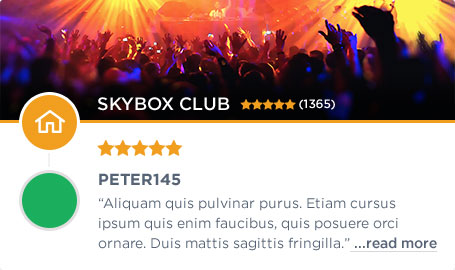 SKYBOX CLUB ★★★★★ (1365)
★★★★★
PETER145
“Aliquam quis pulvinar purus. Etiam cursus
ipsum quis enim faucibus, quis posuere orci
ornare. Duis mattis sagittis fringilla.” ...read more